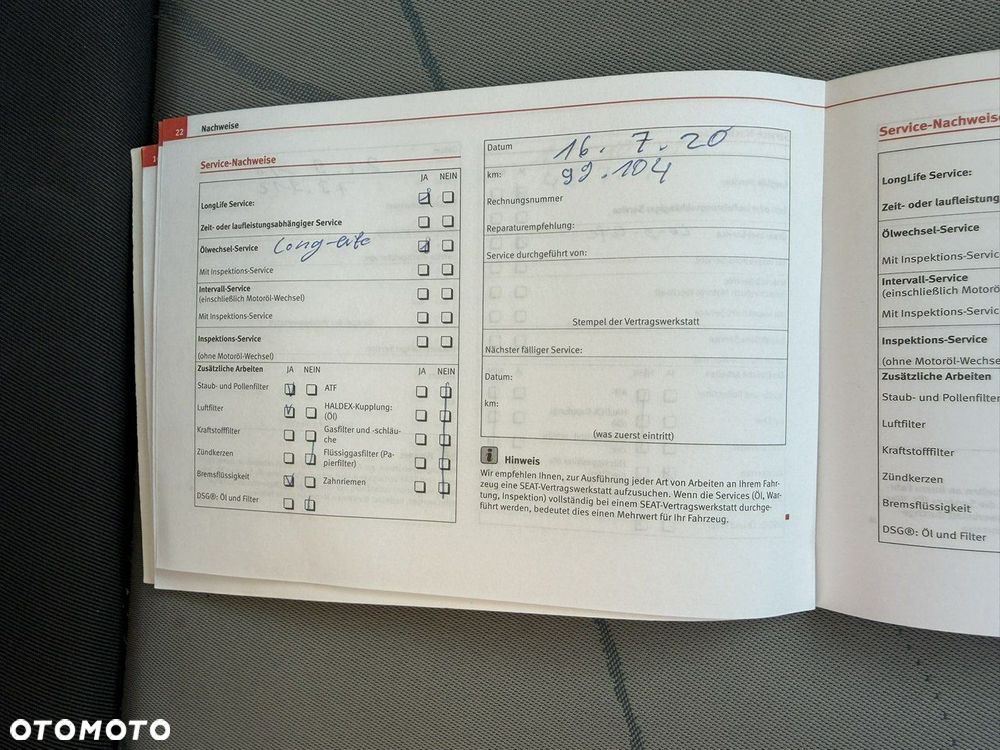 22 Nachweise
Service-Nachweise
JA NEIN
LongLife Service:
Zeit- oder laufleistungsabhängiger Service
Ölwechsel-Service Long-life
Mit Inspektions-Service
Intervall-Service
(einschließlich Motoröl-Wechsel)
Mit Inspektions-Service
Inspektions-Service
(ohne Motoröl-Wechsel)
Zusätzliche Arbeiten JA NEIN JA NEIN
Staub- und Pollenfilter ATF
Luftfilter HALDEX-Kupplung:
(Öl)
Kraftstofffilter Gasfilter und -schläu-
che
Zündkerzen Flüssiggasfilter (Pa-
pierfilter)
Bremsflüssigkeit Zahnriemen
DSG®: Öl und Filter
Datum 16. 7. 20
km: 99.104
Rechnungsnummer
Reparaturempfehlung:
Service durchgeführt von:
Stempel der Vertragswerkstatt
Nächster fälliger Service:
Datum:
km:
(was zuerst eintritt)
i Hinweis
Wir empfehlen Ihnen, zur Ausführung jeder Art von Arbeiten an Ihrem Fahr-
zeug eine SEAT-Vertragswerkstatt aufzusuchen. Wenn die Services (Öl, War-
tung, Inspektion) vollständig bei einem SEAT-Vertragswerkstatt durchge-
führt werden, bedeutet dies einen Mehrwert für Ihr Fahrzeug.
Service-Nachweise
LongLife Service:
Zeit- oder laufleistung
Ölwechsel-Service
Mit Inspektions-Servic
Intervall-Service
(einschließlich Motorö
Mit Inspektions-Servic
Inspektions-Service
(ohne Motoröl-Wechse
Zusätzliche Arbeiten
Staub- und Pollenfilter
Luftfilter
Kraftstofffilter
Zündkerzen
Bremsflüssigkeit
DSG®: Öl und Filter
OTOMOTO